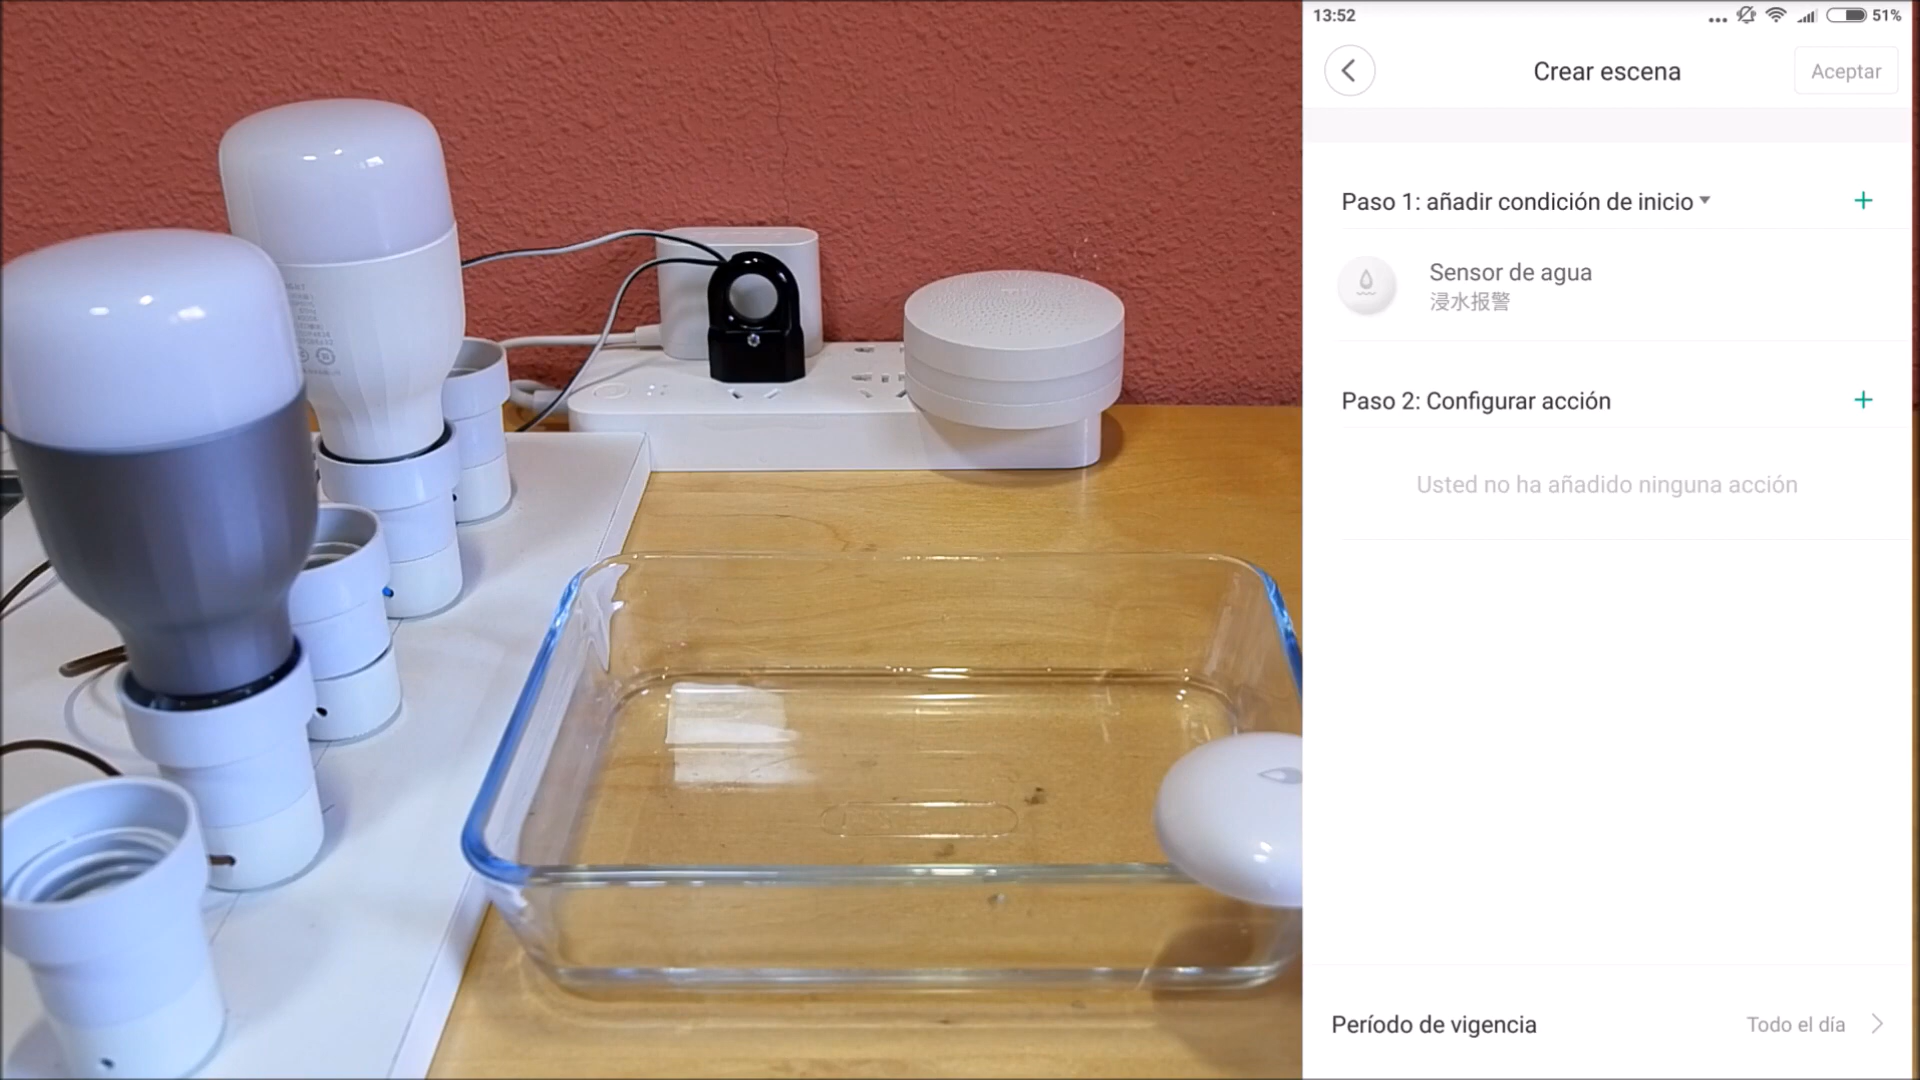 13:52
51%
Crear escena
Aceptar
Paso 1: añadir condición de inicio
Sensor de agua
浸水报警
Paso 2: Configurar acción
Usted no ha añadido ninguna acción
Período de vigencia
Todo el día